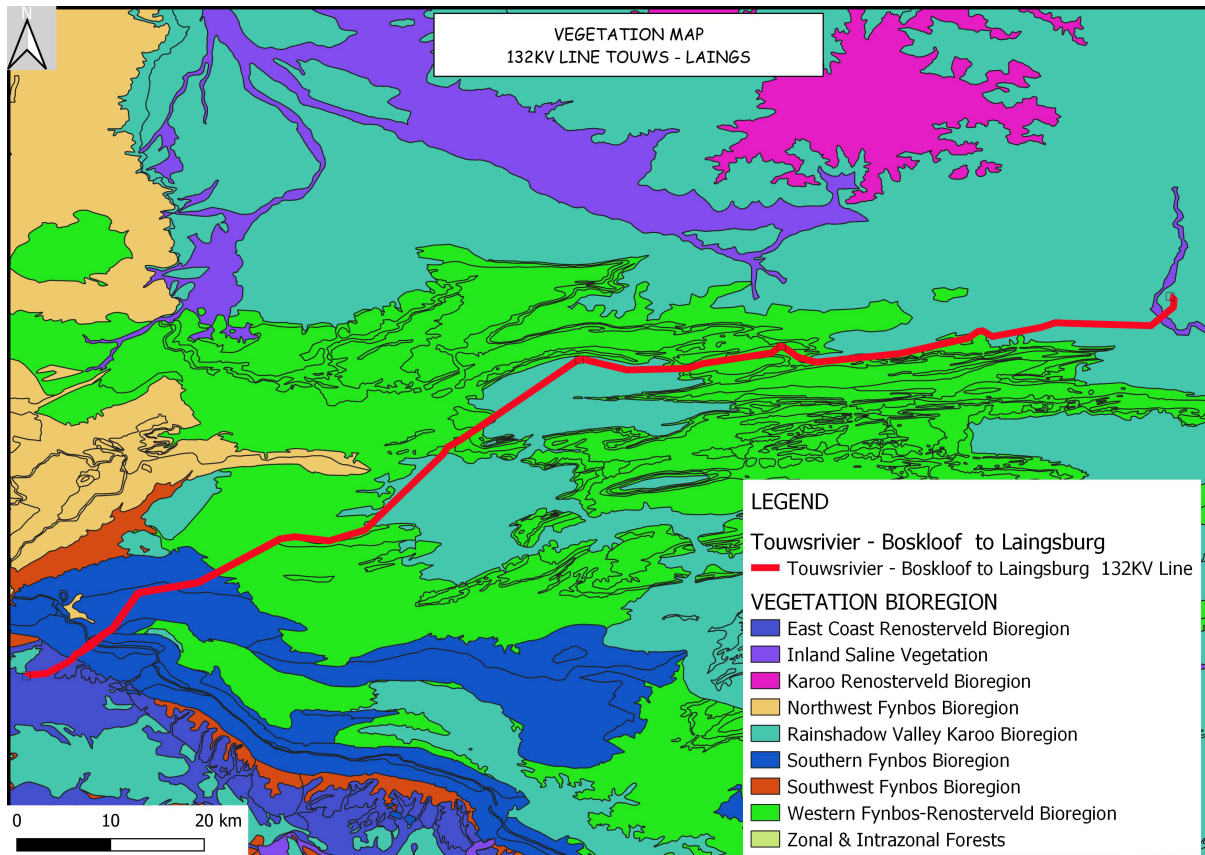 N
VEGETATION MAP
132KV LINE TOUWS - LAINGS
LEGEND
Touwsrivier - Boskloof to Laingsburg
Touwsrivier - Boskloof to Laingsburg 132KV Line
VEGETATION BIOREGION
East Coast Renosterveld Bioregion
Inland Saline Vegetation
Karoo Renosterveld Bioregion
Northwest Fynbos Bioregion
Rainshadow Valley Karoo Bioregion
Southern Fynbos Bioregion
Southwest Fynbos Bioregion
Western Fynbos-Renosterveld Bioregion
Zonal & Intrazonal Forests
0 10 20 km